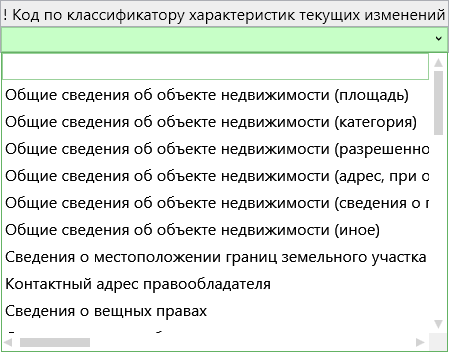 ! Код по классификатору характеристик текущих изменений
Общие сведения об объекте недвижимости (площадь)
Общие сведения об объекте недвижимости (категория)
Общие сведения об объекте недвижимости (разрешенно
Общие сведения об объекте недвижимости (адрес, при о
Общие сведения об объекте недвижимости (сведения о
Общие сведения об объекте недвижимости (иное)
Сведения о местоположении границ земельного участка
Контактный адрес правообладателя
Сведения о вещных правах